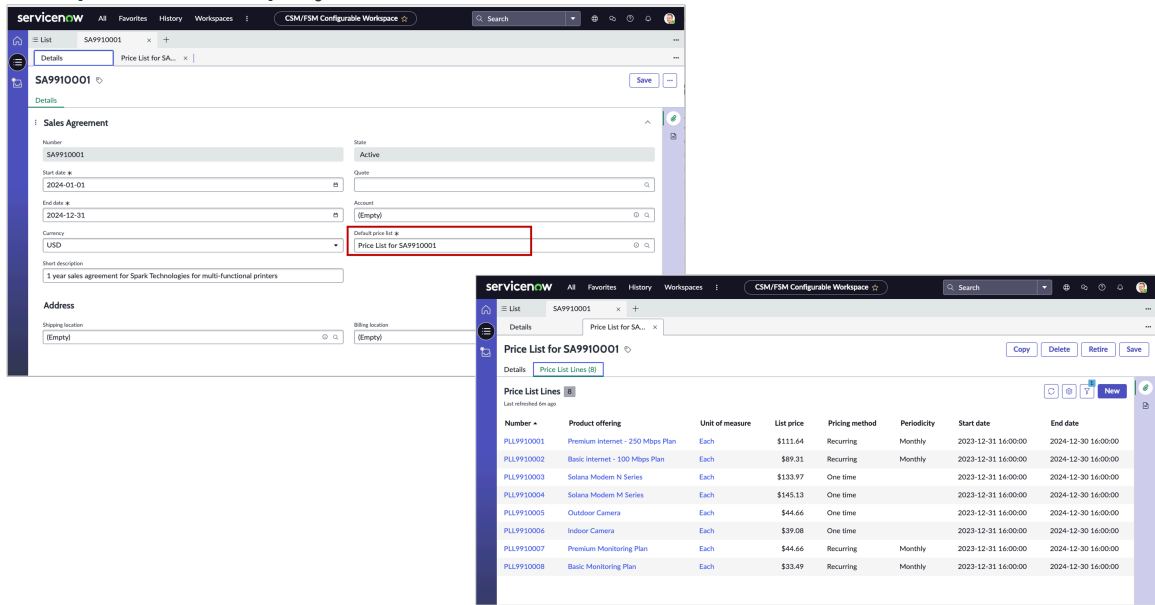 servicenow All Favorites History Workspaces CSM/FSM Configurable Workspace Search
List SA9910001 × +
Details Price List for SA... ×
SA9910001 Save
Details
Sales Agreement
Number State
SA9910001 Active
Start date * Quote
2024-01-01
End date * Account
2024-12-31 (Empty)
Currency Default price list *
USD Price List for SA9910001
Short description
1 year sales agreement for Spark Technologies for multi-functional printers
Address
Shipping location Billing location
(Empty) (Empty)
servicenow All Favorites History Workspaces CSM/FSM Configurable Workspace Search
List SA9910001 × +
Details Price List for SA... ×
Price List for SA9910001 Copy Delete Retire Save
Details Price List Lines (8)
Price List Lines 8 New
Last refreshed 6m ago
Number Product offering Unit of measure List price Pricing method Periodicity Start date End date
PLL9910001 Premium internet - 250 Mbps Plan Each $111.64 Recurring Monthly 2023-12-31 16:00:00 2024-12-30 16:00:00
PLL9910002 Basic internet - 100 Mbps Plan Each $89.31 Recurring Monthly 2023-12-31 16:00:00 2024-12-30 16:00:00
PLL9910003 Solana Modem N Series Each $133.97 One time 2023-12-31 16:00:00 2024-12-30 16:00:00
PLL9910004 Solana Modem M Series Each $145.13 One time 2023-12-31 16:00:00 2024-12-30 16:00:00
PLL9910005 Outdoor Camera Each $44.66 One time 2023-12-31 16:00:00 2024-12-30 16:00:00
PLL9910006 Indoor Camera Each $39.08 One time 2023-12-31 16:00:00 2024-12-30 16:00:00
PLL9910007 Premium Monitoring Plan Each $44.66 Recurring Monthly 2023-12-31 16:00:00 2024-12-30 16:00:00
PLL9910008 Basic Monitoring Plan Each $33.49 Recurring Monthly 2023-12-31 16:00:00 2024-12-30 16:00:00